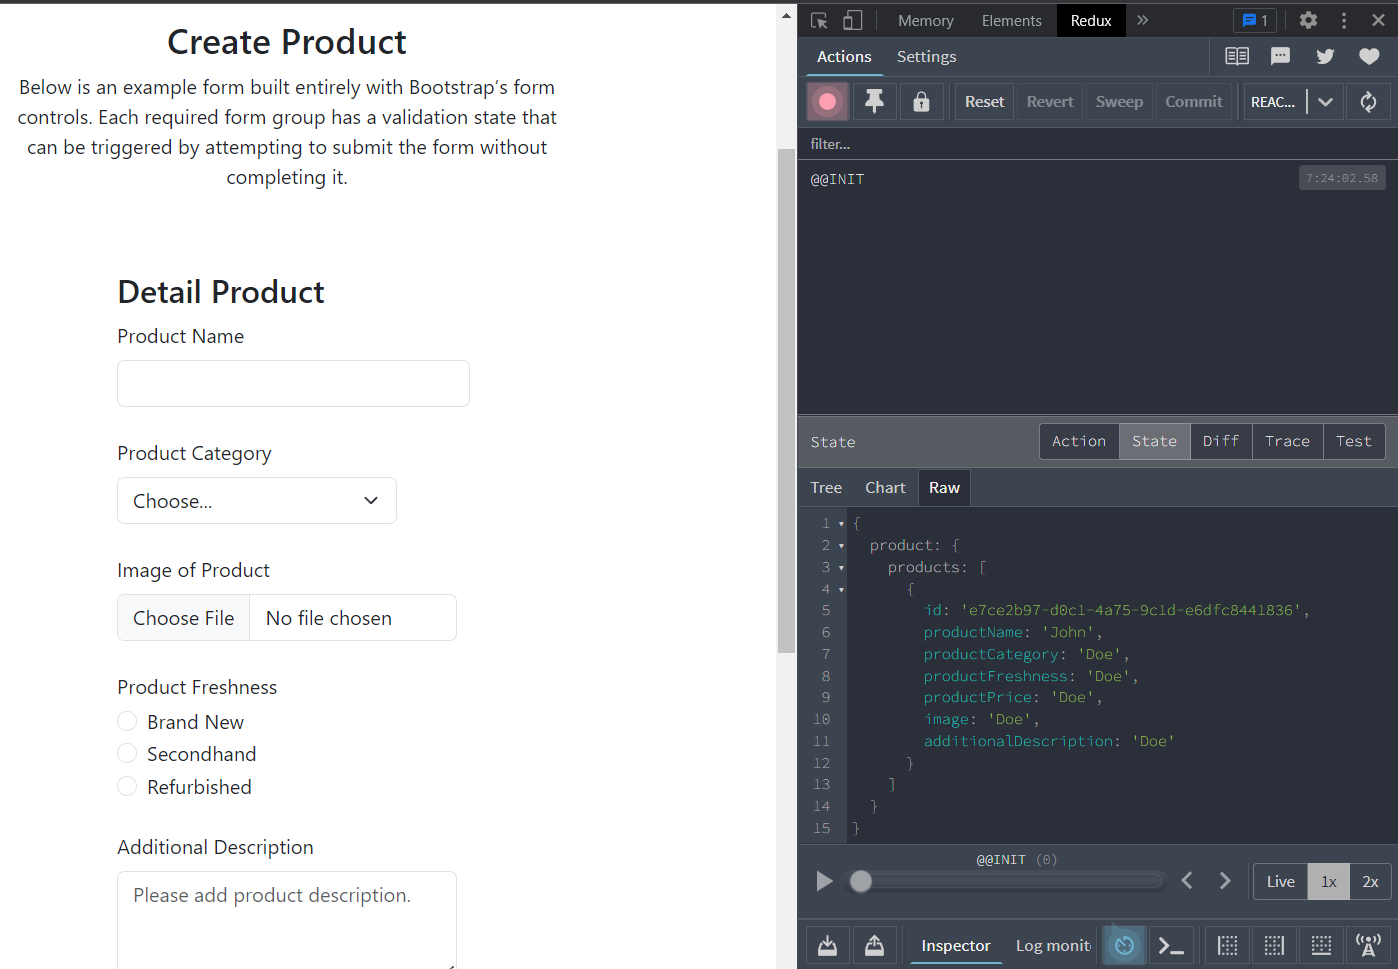 Create Product
Below is an example form built entirely with Bootstrap’s form
controls. Each required form group has a validation state that
can be triggered by attempting to submit the form without
completing it.
Detail Product
Product Name
Product Category
Choose...
Image of Product
Choose File No file chosen
Product Freshness
Brand New
Secondhand
Refurbished
Additional Description
Please add product description.
Memory Elements Redux 1
Actions Settings
Reset Revert Sweep Commit REAC...
filter...
@@INIT 7:24:02.58
State Action State Diff Trace Test
Tree Chart Raw
1 {
2 product: {
3 products: [
4 {
5 id: 'e7ce2b97-d0c1-4a75-9c1d-e6dfc8441836',
6 productName: 'John',
7 productCategory: 'Doe',
8 productFreshness: 'Doe',
9 productPrice: 'Doe',
10 image: 'Doe',
11 additionalDescription: 'Doe'
12 }
13 ]
14 }
15 }
@@INIT (0)
Live 1x 2x
Inspector Log monit